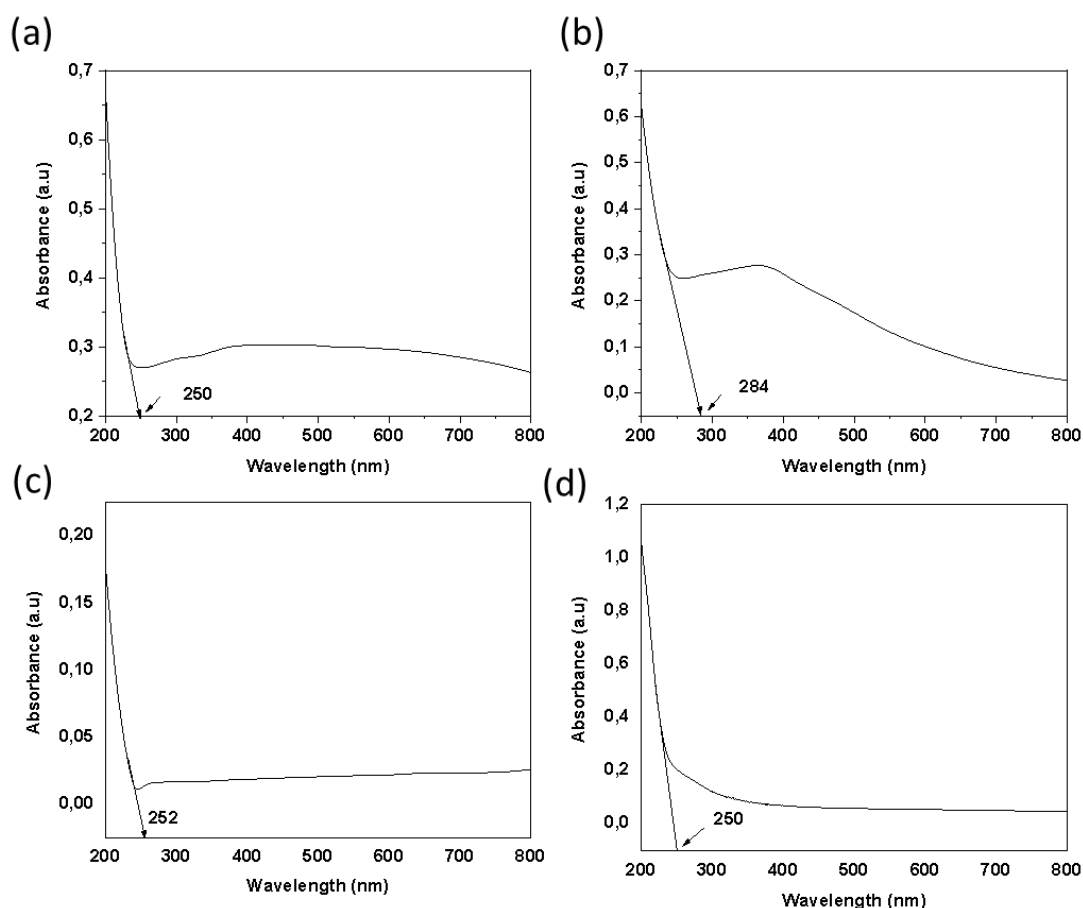 (a)
0,7
0,6
0,5
0,4
0,3
0,2
Absorbance (a.u)
250
200 300 400 500 600 700 800
Wavelength (nm)
(b)
0,7
0,6
0,5
0,4
0,3
0,2
0,1
0,0
Absorbance (a.u)
284
200 300 400 500 600 700 800
Wavelength (nm)
(c)
0,20
0,15
0,10
0,05
0,00
Absorbance (a.u)
252
200 300 400 500 600 700 800
Wavelength (nm)
(d)
1,2
1,0
0,8
0,6
0,4
0,2
0,0
Absorbance (a.u)
250
200 300 400 500 600 700 800
Wavelength (nm)